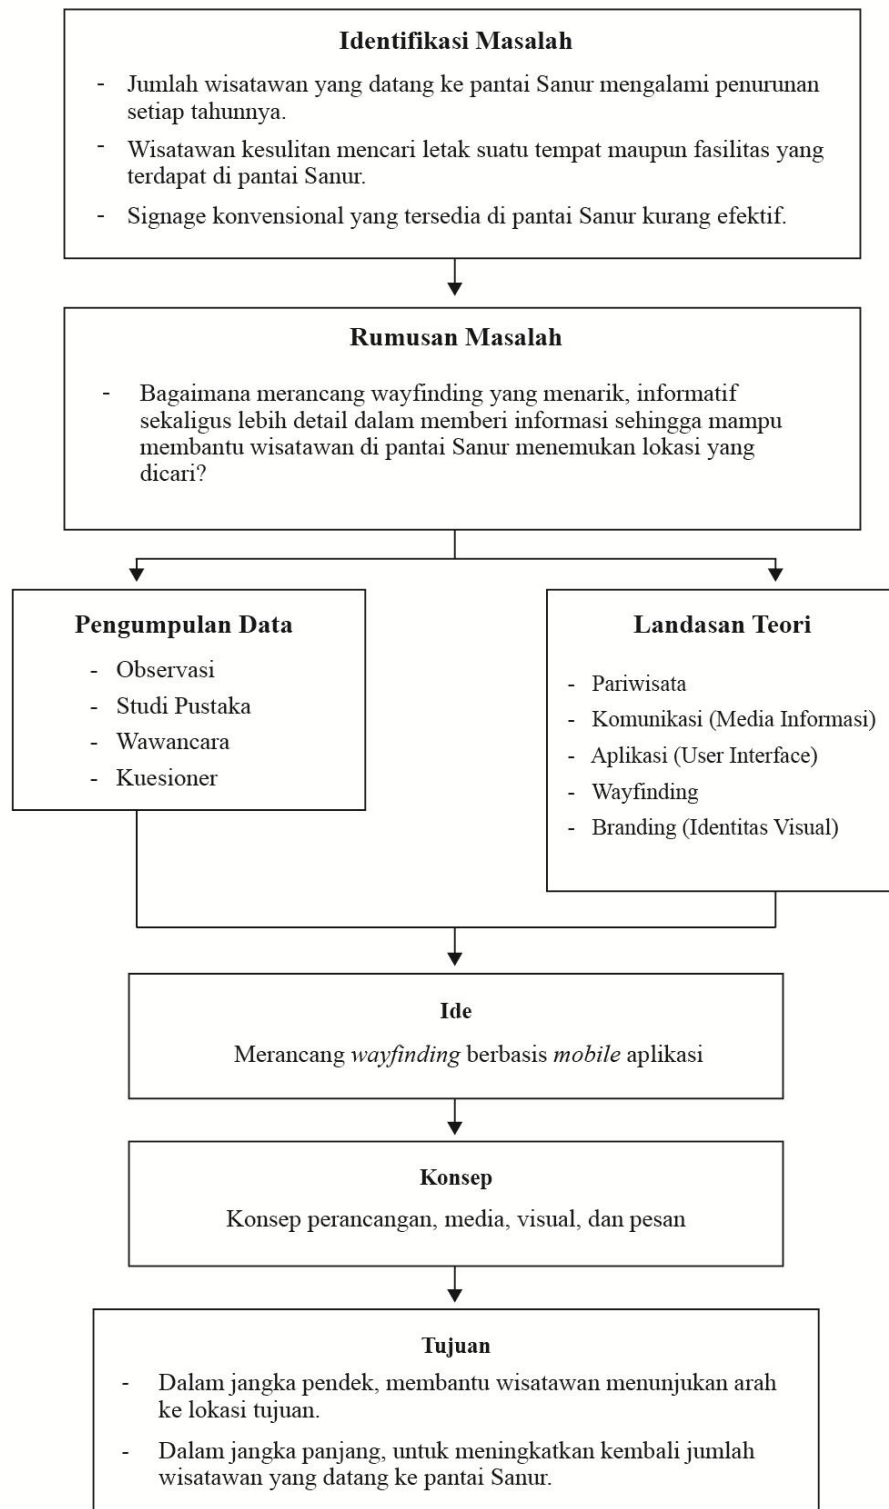 Identifikasi Masalah
- Jumlah wisatawan yang datang ke pantai Sanur mengalami penurunan
setiap tahunnya.
- Wisatawan kesulitan mencari letak suatu tempat maupun fasilitas yang
terdapat di pantai Sanur.
- Signage konvensional yang tersedia di pantai Sanur kurang efektif.
Rumusan Masalah
- Bagaimana merancang wayfinding yang menarik, informatif
sekaligus lebih detail dalam memberi informasi sehingga mampu
membantu wisatawan di pantai Sanur menemukan lokasi yang
dicari?
Pengumpulan Data
- Observasi
- Studi Pustaka
- Wawancara
- Kuesioner
Landasan Teori
- Pariwisata
- Komunikasi (Media Informasi)
- Aplikasi (User Interface)
- Wayfinding
- Branding (Identitas Visual)
Ide
Merancang wayfinding berbasis mobile aplikasi
Konsep
Konsep perancangan, media, visual, dan pesan
Tujuan
- Dalam jangka pendek, membantu wisatawan menunjukan arah
ke lokasi tujuan.
- Dalam jangka panjang, untuk meningkatkan kembali jumlah
wisatawan yang datang ke pantai Sanur.